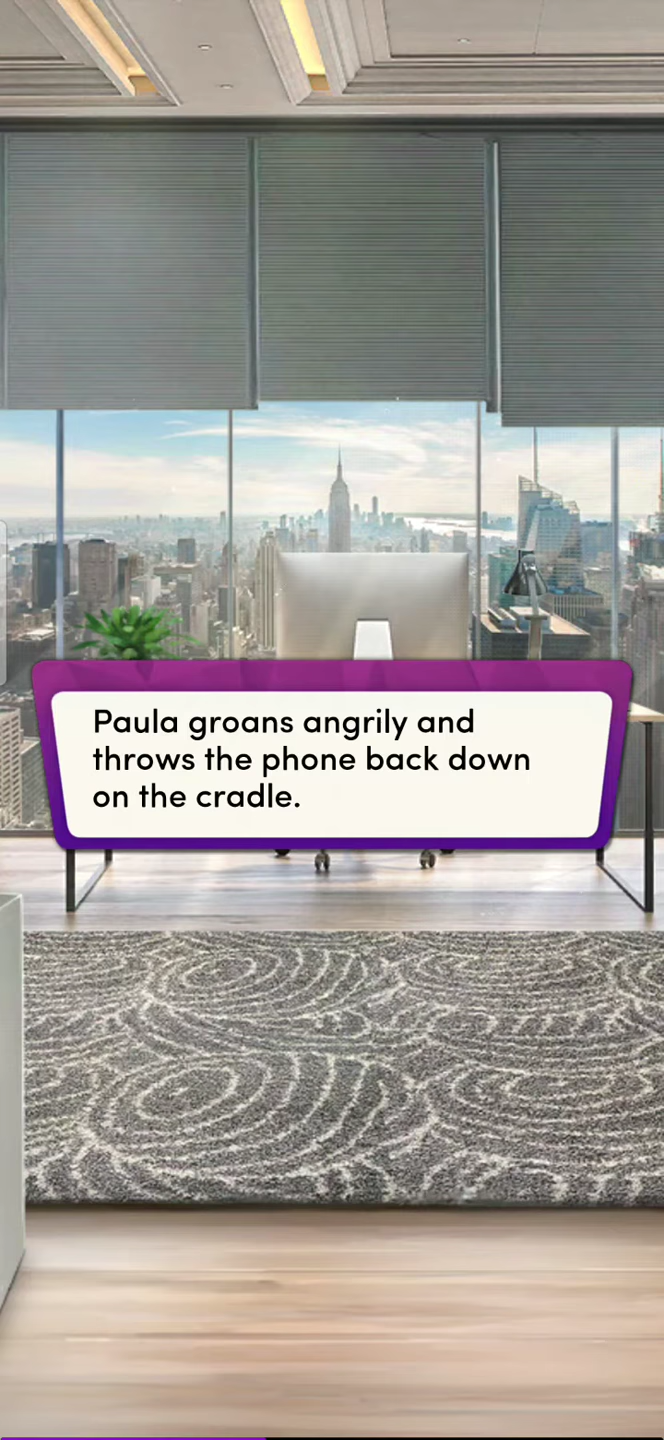 Paula groans angrily and
throws the phone back down
on the cradle.